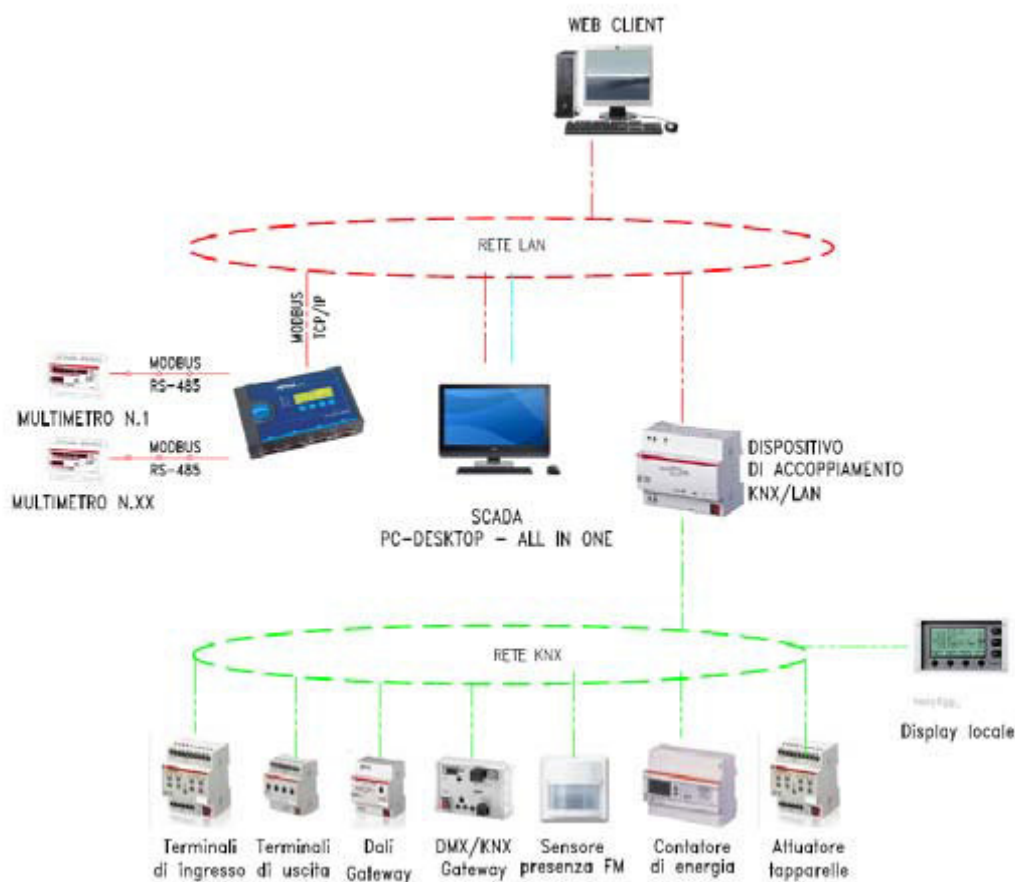 WEB CLIENT
RETE LAN
MODBUS
TCP/IP
MODBUS
RS-485
MULTIMETRO N.1
MODBUS
RS-485
MULTIMETRO N.XX
SCADA
PC-DESKTOP - ALL IN ONE
DISPOSITIVO
DI ACCOPPIAMENTO
KNX/LAN
RETE KNX
Display locale
Terminali
di ingresso
Terminali
di uscita
Dali
Gateway
DMX/KNX
Gateway
Sensore
presenza FM
Contatore
di energia
Attuatore
tapparelle